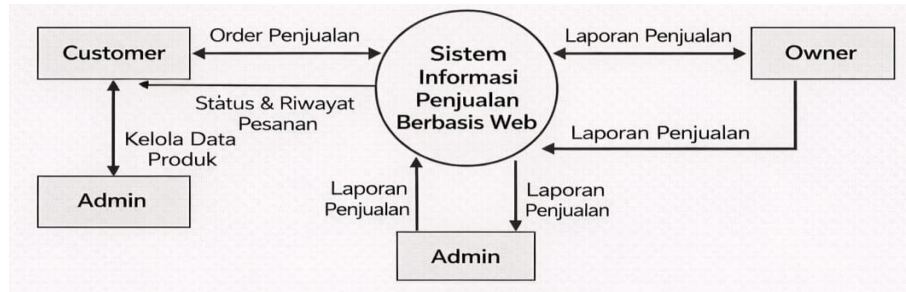 Customer
Order Penjualan
Sistem
Informasi
Penjualan
Berbasis Web
Laporan Penjualan
Owner
Status & Riwayat
Pesanan
Kelola Data
Produk
Laporan Penjualan
Admin
Laporan
Penjualan
Laporan
Penjualan
Admin